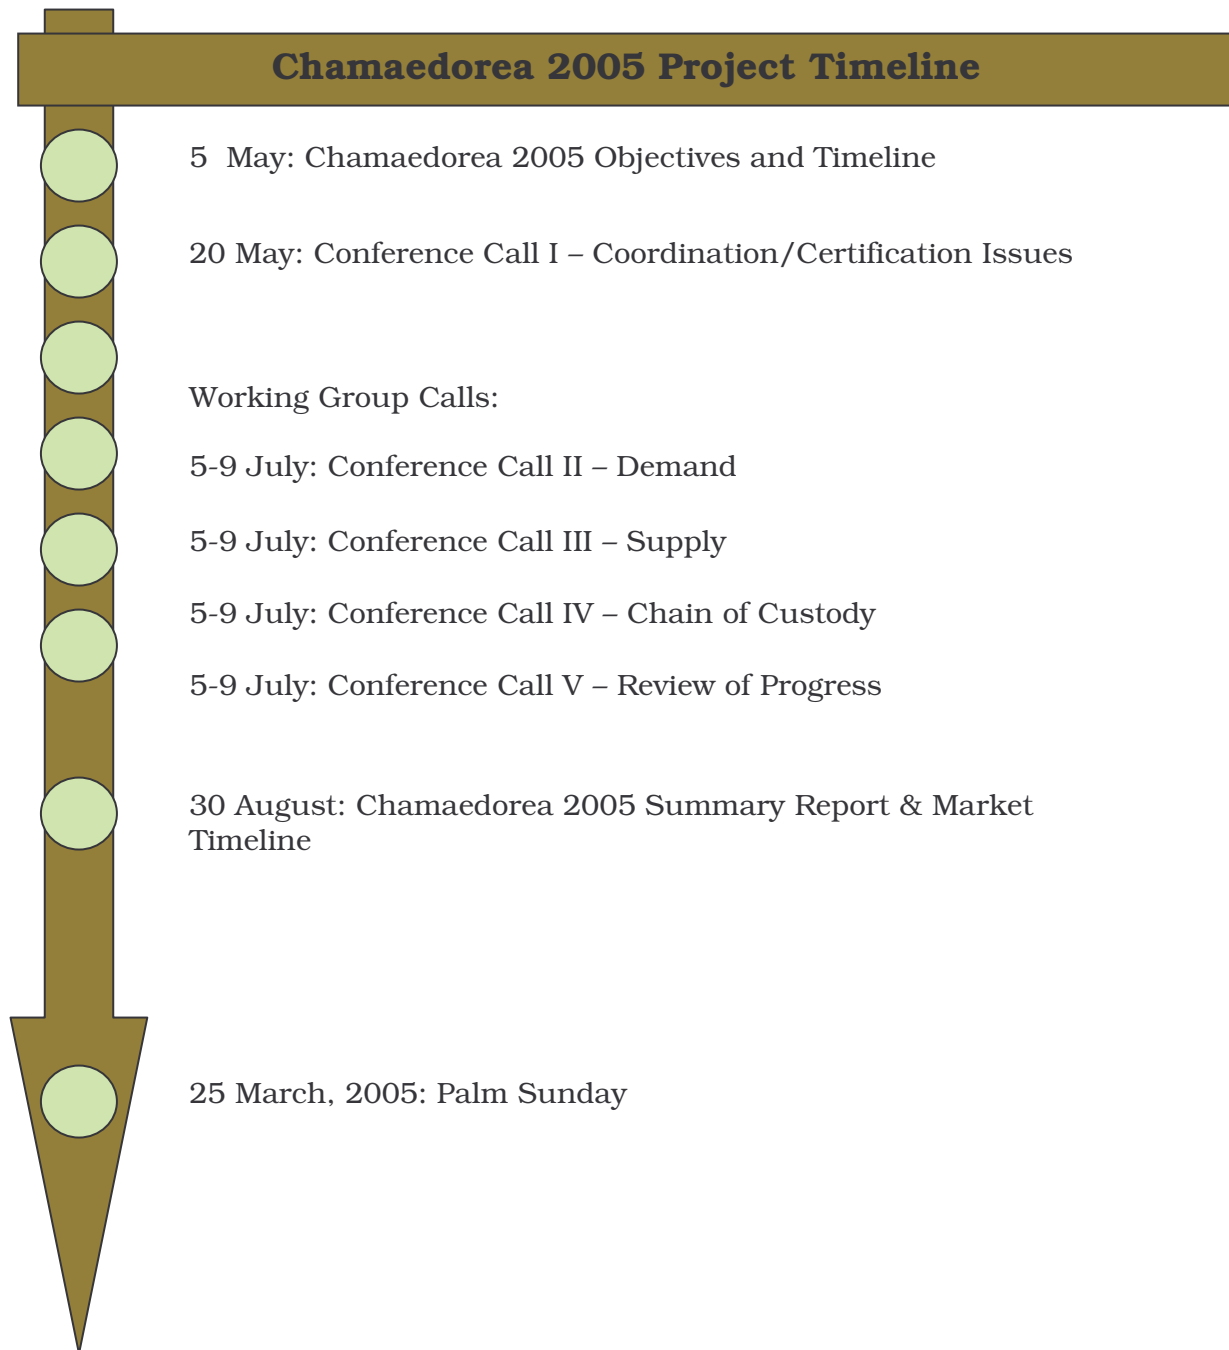 Chamaedorea 2005 Project Timeline
5  May: Chamaedorea 2005 Objectives and Timeline
20 May: Conference Call I – Coordination/Certification Issues
Working Group Calls:
5-9 July: Conference Call II – Demand
5-9 July: Conference Call III – Supply
5-9 July: Conference Call IV – Chain of Custody
5-9 July: Conference Call V – Review of Progress
30 August: Chamaedorea 2005 Summary Report & Market
Timeline
25 March, 2005: Palm Sunday